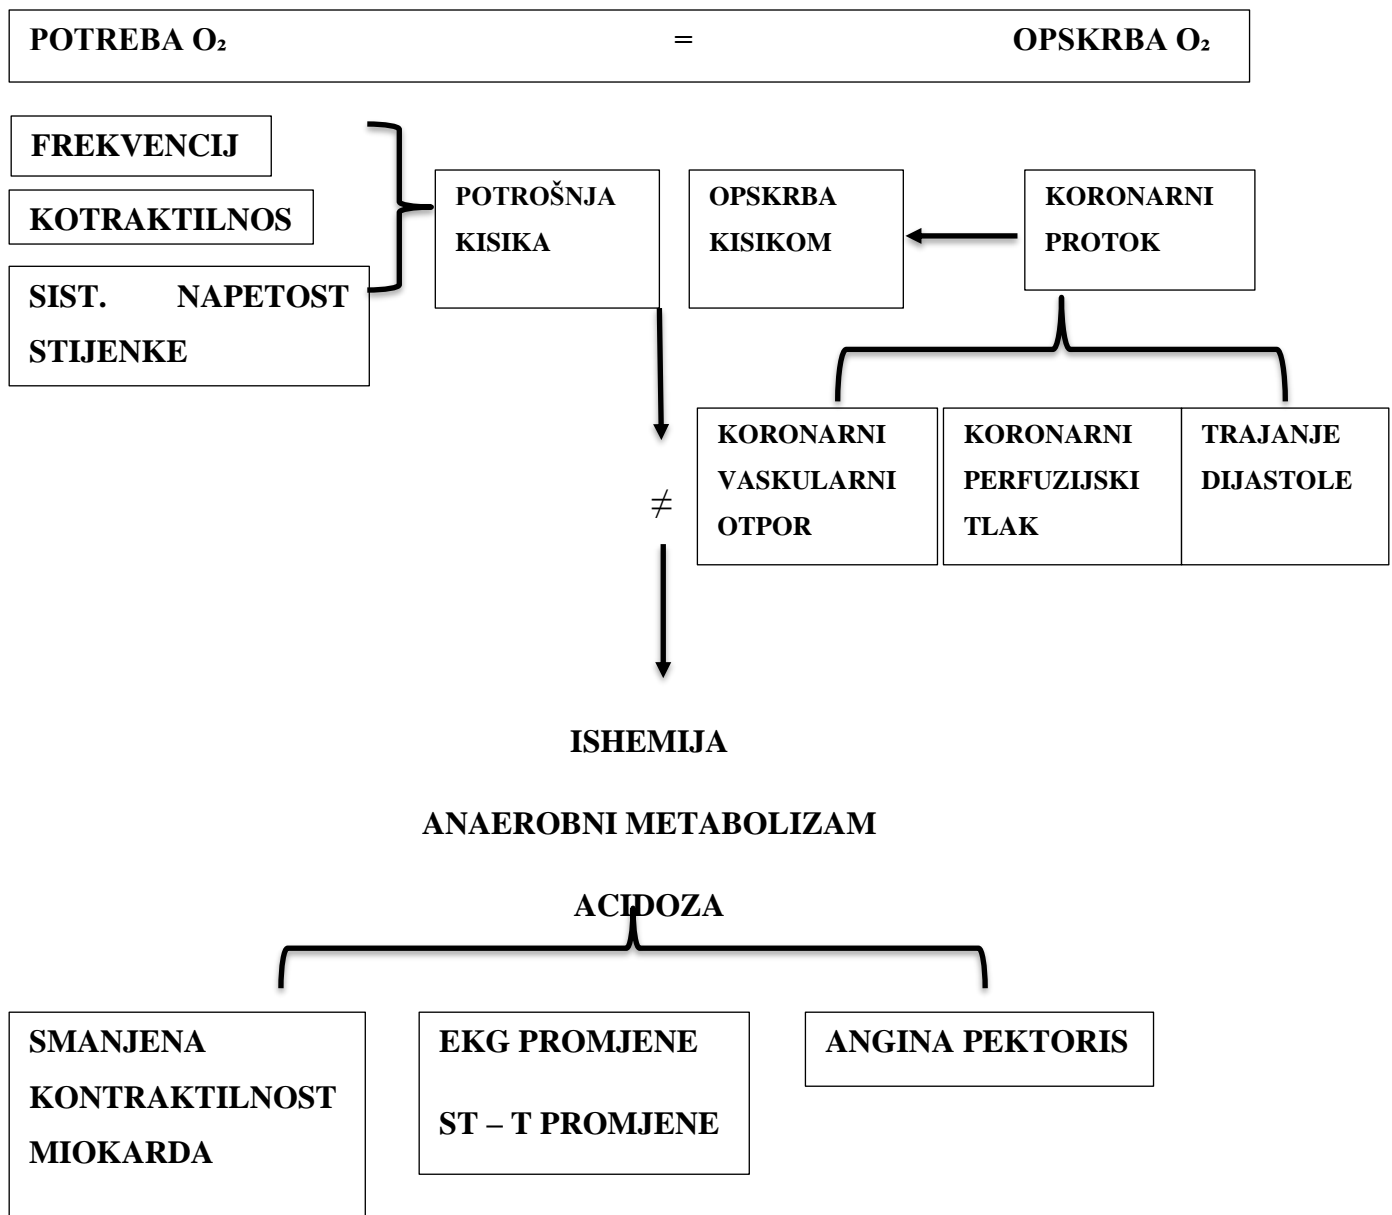 POTREBA O₂ = OPSKRBA O₂
FREKVENCIJ
KOTRAKTILNOS
SIST. NAPETOST
STIJENKE
POTROŠNJA
KISIKA
OPSKRBA
KISIKOM
KORONARNI
PROTOK
KORONARNI
VASKULARNI
OTPOR
KORONARNI
PERFUZIJSKI
TLAK
TRAJANJE
DIJASTOLE
≠
ISHEMIJA
ANAEROBNI METABOLIZAM
ACIDOZA
SMANJENA
KONTRAKTILNOST
MIOKARDA
EKG PROMJENE
ST – T PROMJENE
ANGINA PEKTORIS